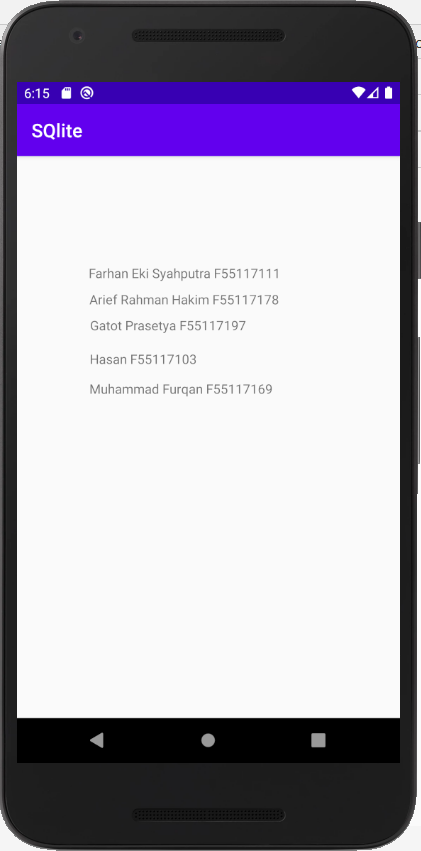 6:15
SQlite
Farhan Eki Syahputra F55117111
Arief Rahman Hakim F55117178
Gatot Prasetya F55117197
Hasan F55117103
Muhammad Furqan F55117169